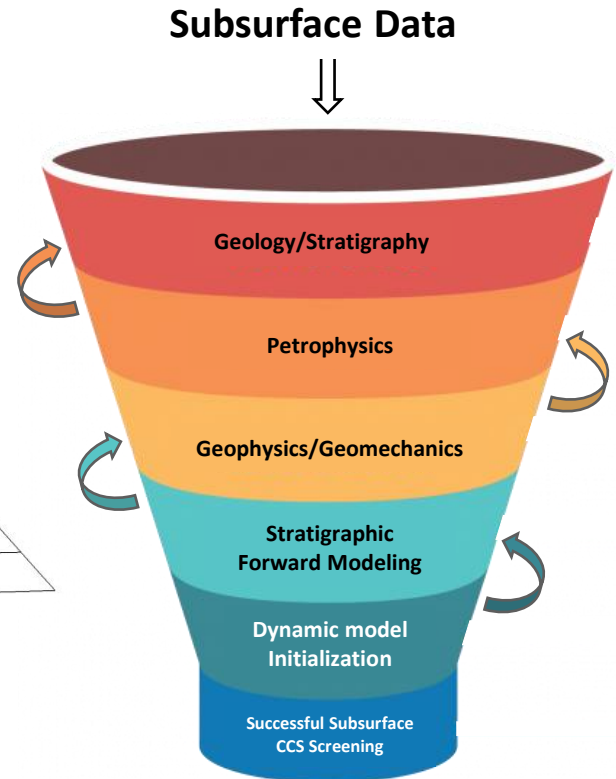 Subsurface Data
Geology/Stratigraphy
Petrophysics
Geophysics/Geomechanics
Stratigraphic
Forward Modeling
Dynamic model
Initialization
Successful Subsurface
CCS Screening